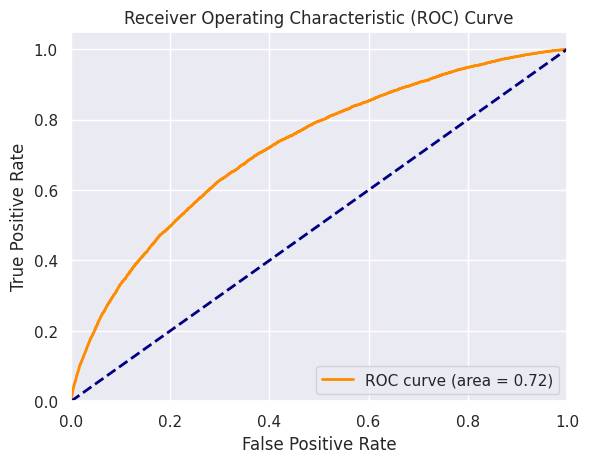 Receiver Operating Characteristic (ROC) Curve
True Positive Rate
1.0
0.8
0.6
0.4
0.2
0.0
ROC curve (area = 0.72)
0.0 0.2 0.4 0.6 0.8 1.0
False Positive Rate